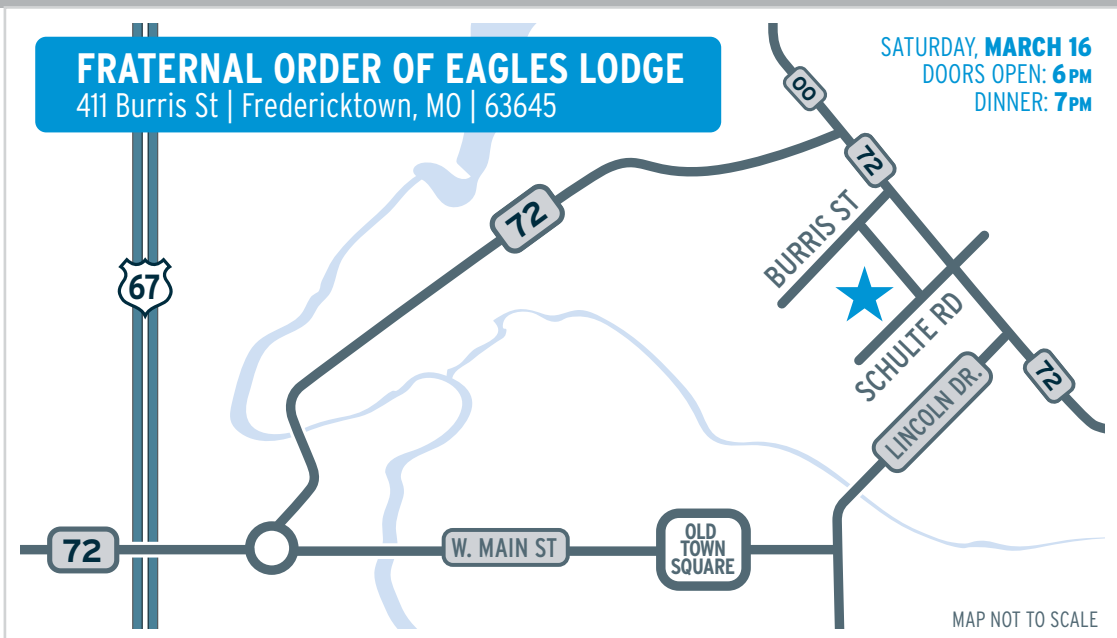 FRATERNAL ORDER OF EAGLES LODGE
411 Burris St | Fredericktown, MO | 63645
SATURDAY, MARCH 16
DOORS OPEN: 6PM
DINNER: 7PM
OO
72
72
BURRIS ST
67
SCHULTE RD
72
LINCOLN DR.
72
W. MAIN ST
OLD
TOWN
SQUARE
MAP NOT TO SCALE